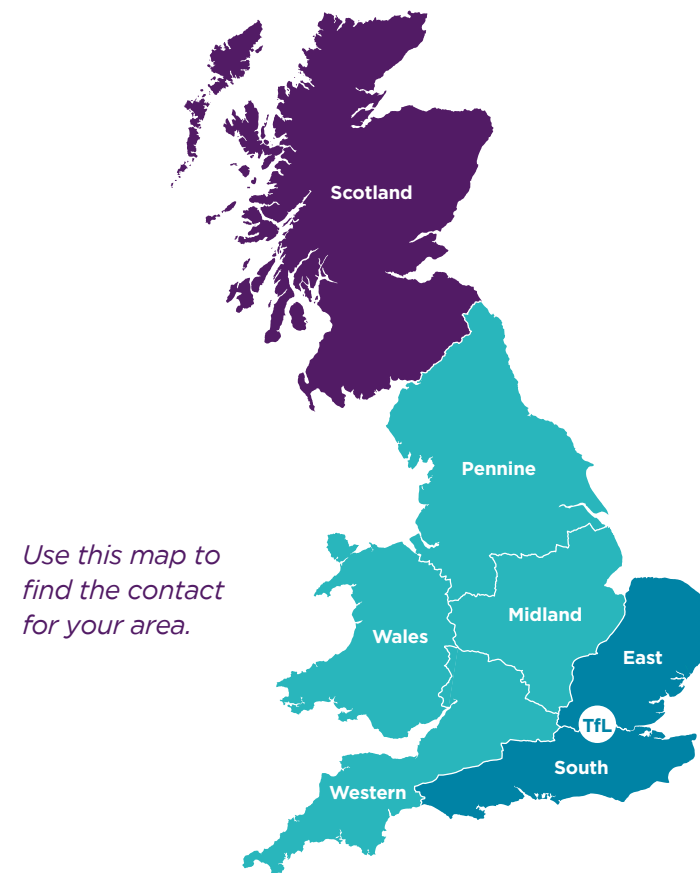 Scotland
Pennine
Use this map to
find the contact
for your area.
Midland
Wales
East
TfL
South
Western